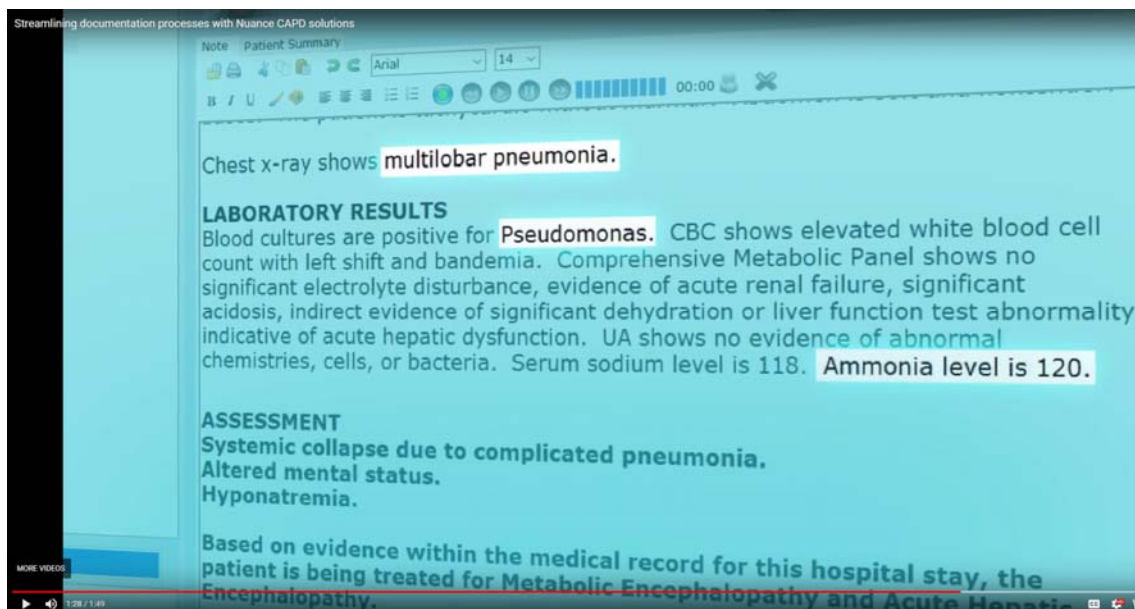 Streamlining documentation processes with Nuance CAPD solutions
Note Patient Summary
Arial 14
B I U 00:00
Chest x-ray shows multilobar pneumonia.
LABORATORY RESULTS
Blood cultures are positive for Pseudomonas. CBC shows elevated white blood cell
count with left shift and bandemia. Comprehensive Metabolic Panel shows no
significant electrolyte disturbance, evidence of acute renal failure, significant
acidosis, indirect evidence of significant dehydration or liver function test abnormality
indicative of acute hepatic dysfunction. UA shows no evidence of abnormal
chemistries, cells, or bacteria. Serum sodium level is 118. Ammonia level is 120.
ASSESSMENT
Systemic collapse due to complicated pneumonia.
Altered mental status.
Hyponatremia.
Based on evidence within the medical record for this hospital stay, the
patient is being treated for Metabolic Encephalopathy and Acute Hepatic
Encephalopathy.
MORE VIDEOS
1:28 / 1:49